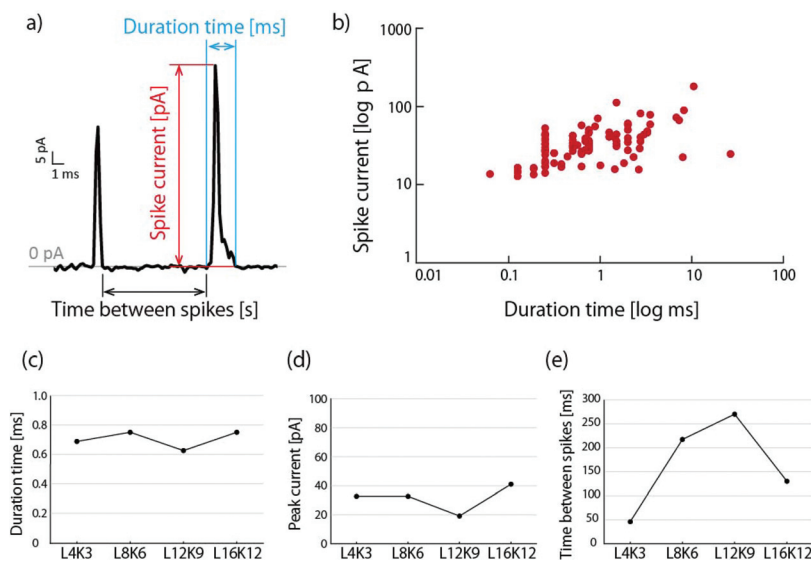 a)
Duration time [ms]
Spike current [pA]
5 pA
1 ms
0 pA
Time between spikes [s]
b)
Spike current [log p A]
1000
100
10
1
0.01
0.1
1
10
100
Duration time [log ms]
(c)
Duration time [ms]
1.0
0.8
0.6
0.4
0.2
0
L4K3
L8K6
L12K9
L16K12
(d)
Peak current [pA]
100
80
60
40
20
0
L4K3
L8K6
L12K9
L16K12
(e)
Time between spikes [ms]
300
250
200
150
100
50
0
L4K3
L8K6
L12K9
L16K12